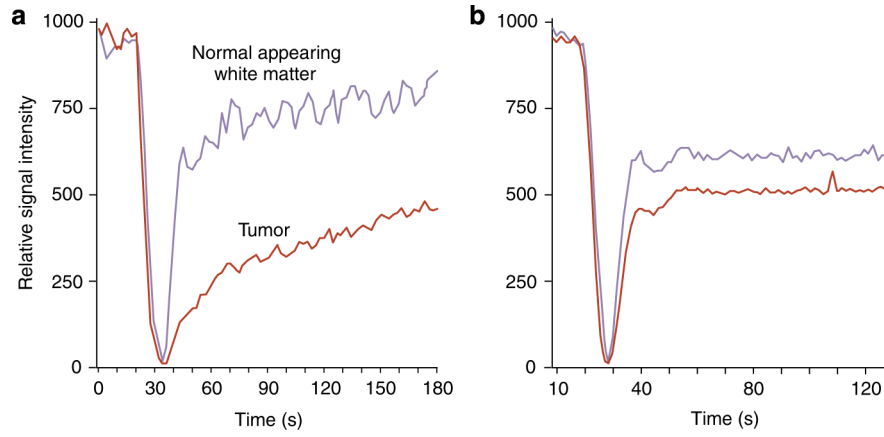 a
Relative signal intensity
1000
750
500
250
0
Normal appearing
white matter
Tumor
0 30 60 90 120 150 180
Time (s)
b
1000
750
500
250
0
10 40 80 120
Time (s)